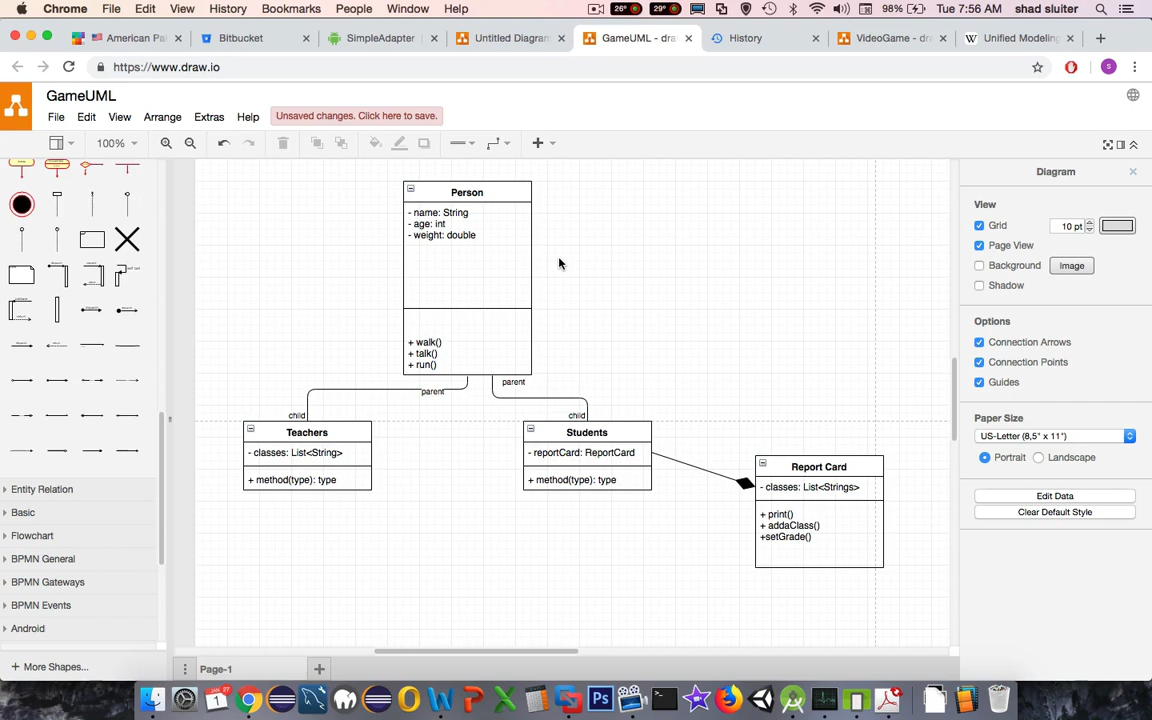 Chrome File Edit View History Bookmarks People Window Help 26° 29° 98% Tue 7:56 AM shad sluiter
American Pa Bitbucket SimpleAdapter Untitled Diagram GameUML - dra History VideoGame - dra Unified Modelin
https://www.draw.io S
GameUML
File Edit View Arrange Extras Help Unsaved changes. Click here to save.
100%
Entity Relation
Basic
Flowchart
BPMN General
BPMN Gateways
BPMN Events
Android
+ More Shapes...
Person
- name: String
- age: int
- weight: double
+ walk()
+ talk()
+ run()
parent
parent
child
child
Teachers
- classes: List<String>
+ method(type): type
Students
- reportCard: ReportCard
+ method(type): type
Report Card
- classes: List<Strings>
+ print()
+ addaClass()
+setGrade()
Diagram
View
Grid 10 pt
Page View
Background Image
Shadow
Options
Connection Arrows
Connection Points
Guides
Paper Size
US-Letter (8,5" x 11")
Portrait Landscape
Edit Data
Clear Default Style
Page-1